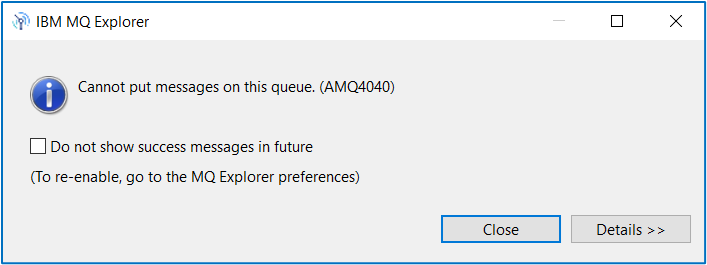 IBM MQ Explorer
Cannot put messages on this queue. (AMQ4040)
Do not show success messages in future
(To re-enable, go to the MQ Explorer preferences)
Close
Details >>